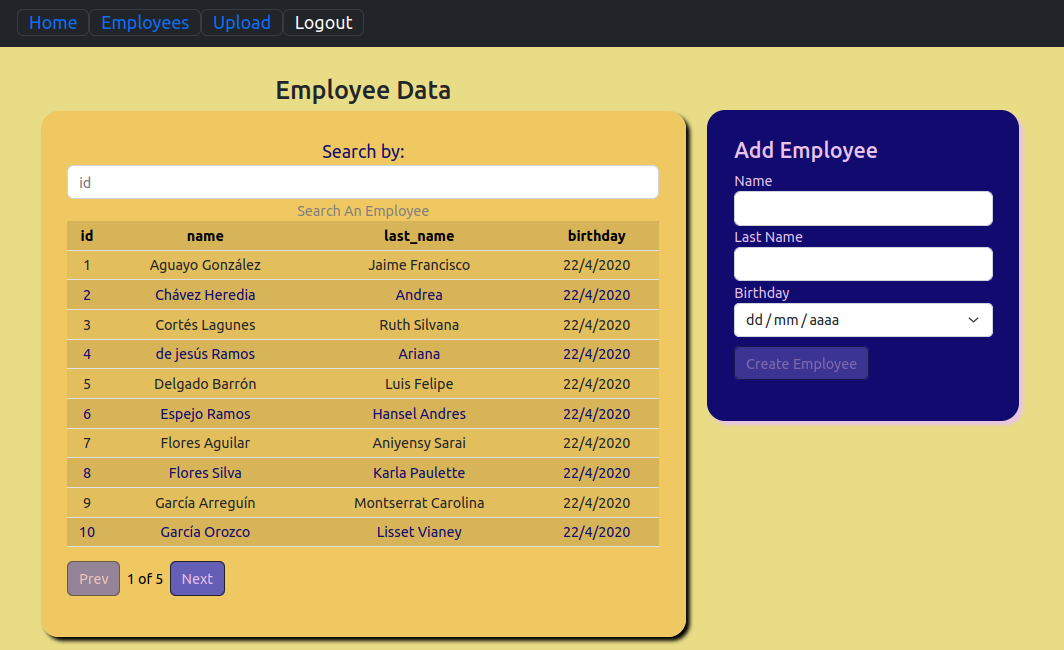 Home Employees Upload Logout
Employee Data
Search by:
id
Search An Employee
id name last_name birthday
1 Aguayo González Jaime Francisco 22/4/2020
2 Chávez Heredia Andrea 22/4/2020
3 Cortés Lagunes Ruth Silvana 22/4/2020
4 de jesús Ramos Ariana 22/4/2020
5 Delgado Barrón Luis Felipe 22/4/2020
6 Espejo Ramos Hansel Andres 22/4/2020
7 Flores Aguilar Aniyensy Sarai 22/4/2020
8 Flores Silva Karla Paulette 22/4/2020
9 García Arreguín Montserrat Carolina 22/4/2020
10 García Orozco Lisset Vianey 22/4/2020
Prev 1 of 5 Next
Add Employee
Name
Last Name
Birthday
dd/mm/aaaa
Create Employee